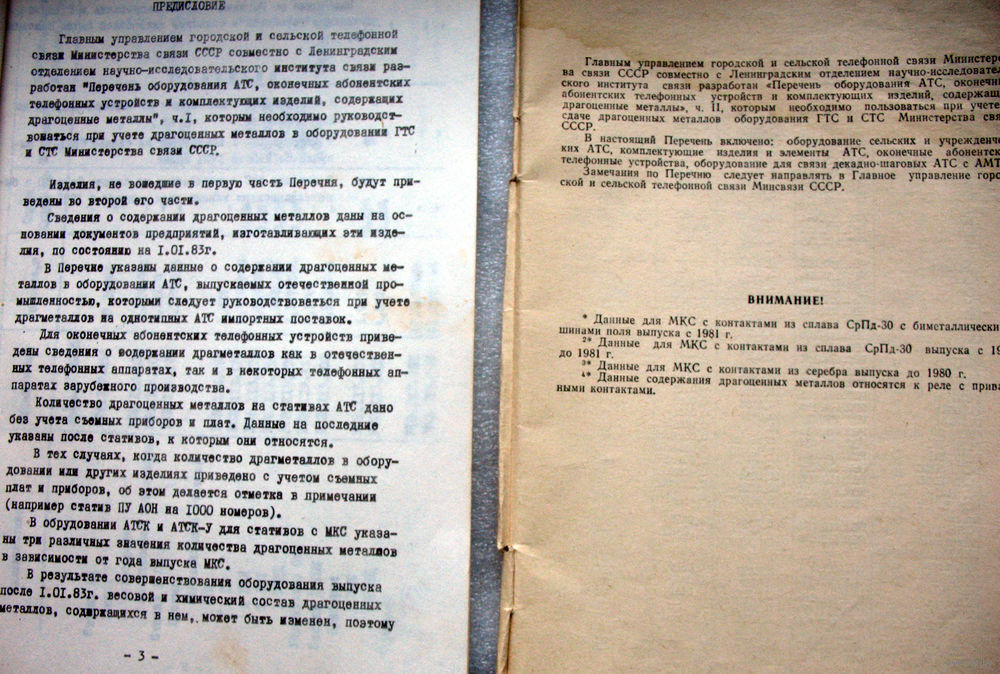 ПРЕДИСЛОВИЕ
Главным управлением городской и сельской телефонной
связи Министерства связи СССР совместно с Ленинградским
отделением научно-исследовательского института связи раз-
работан "Перечень оборудования АТС, оконечных абонентских
телефонных устройств и комплектующих изделий, содержащих
драгоценные металлы", ч.I, которым необходимо руководст-
воваться при учете драгоценных металлов в оборудовании ГТС
и СТС Министерства связи СССР.
Изделия, не вошедшие в первую часть Перечня, будут при-
ведены во второй его части.
Сведения о содержании драгоценных металлов даны на ос-
новании документов предприятий, изготавливающих эти изде-
лия, по состоянию на I.0I.83г.
В Перечне указаны данные о содержании драгоценных ме-
таллов в оборудовании АТС, выпускаемых отечественной про-
мышленностью, которыми следует руководствоваться при учете
драгметаллов на однотипных АТС импортных поставок.
Для оконечных абонентских телефонных устройств приве-
дены сведения о содержании драгметаллов как в отечествен-
ных телефонных аппаратах, так и в некоторых телефонных ап-
паратах зарубежного производства.
Количество драгоценных металлов на стативах АТС дано
без учета съемных приборов и плат. Данные на последние
указаны после стативов, к которым они относятся.
В тех случаях, когда количество драгметаллов в обору-
довании или других изделиях приведено с учетом съемных
плат и приборов, об этом делается отметка в примечании
(например статив ПУ АОН на I000 номеров).
В обрудовании АТСК и АТСК-У для стативов с МКС указа-
ны три различных значения количества драгоценных металлов
в зависимости от года выпуска МКС.
В результате совершенствования оборудования выпуска
после I.0I.83г. весовой и химический состав драгоценных
металлов, содержащихся в нем, может быть изменен, поэтому
- 3 -
Главным управлением городской и сельской телефонной связи Министерст-
ва связи СССР совместно с Ленинградским отделением научно-исследователь
ского института связи разработан «Перечень оборудования АТС, оконечны
абонентских телефонных устройств и комплектующих изделий, содержащи
драгоценные металлы», ч. II, которым необходимо пользоваться при учете
сдаче драгоценных металлов оборудования ГТС и СТС Министерства связ
СССР.
В настоящий Перечень включено: оборудование сельских и учрежденче
ких АТС, комплектующие изделия и элементы АТС, оконечные абонентск
телефонные устройства, оборудование для связи декадно-шаговых АТС с АМТ
Замечания по Перечню следует направлять в Главное управление горо
ской и сельской телефонной связи Минсвязи СССР.
ВНИМАНИЕ!
* Данные для МКС с контактами из сплава СрПд-30 с биметаллически
шинами поля выпуска с 1981 г.
2* Данные для МКС с контактами из сплава СрПд-30 выпуска с 19
до 1981 г.
3* Данные для МКС с контактами из серебра выпуска до 1980 г.
4* Данные содержания драгоценных металлов относятся к реле с прива
ными контактами.